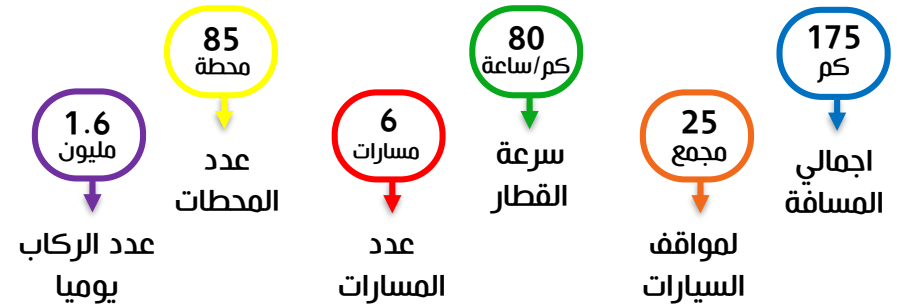 175
كم
اجمالي
المسافة
25
مجمع
لمواقف
السيارات
80
كم/ساعة
سرعة
القطار
6
مسارات
عدد
المسارات
85
محطة
عدد
المحطات
1.6
مليون
عدد الركاب
يوميا